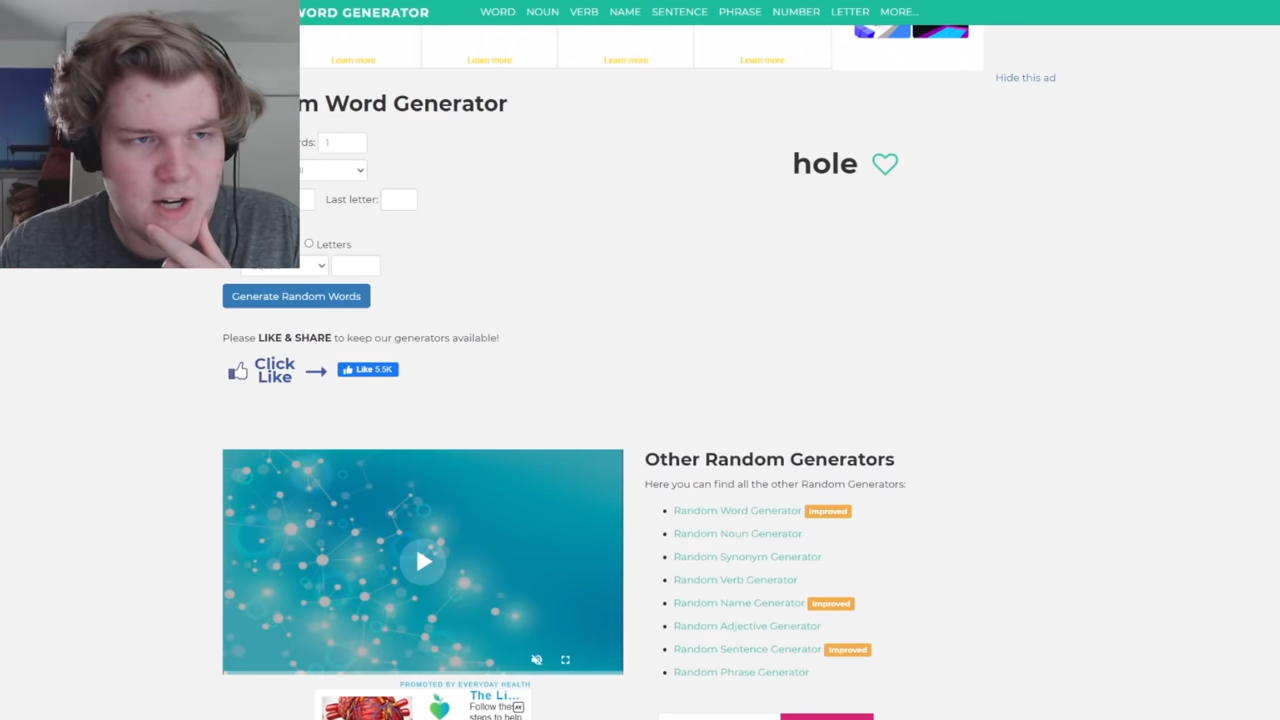 WORD GENERATOR
WORD NOUN VERB NAME SENTENCE PHRASE NUMBER LETTER MORE...
Learn more Learn more Learn more Learn more
Hide this ad
m Word Generator
rds: 1
hole
Last letter:
Letters
Generate Random Words
Please LIKE & SHARE to keep our generators available!
Click
Like
Like 5.5K
Other Random Generators
Here you can find all the other Random Generators:
Random Word Generator Improved
Random Noun Generator
Random Synonym Generator
Random Verb Generator
Random Name Generator Improved
Random Adjective Generator
Random Sentence Generator Improved
Random Phrase Generator
PROMOTED BY EVERYDAY HEALTH
The Li...
Follow these
steps to help